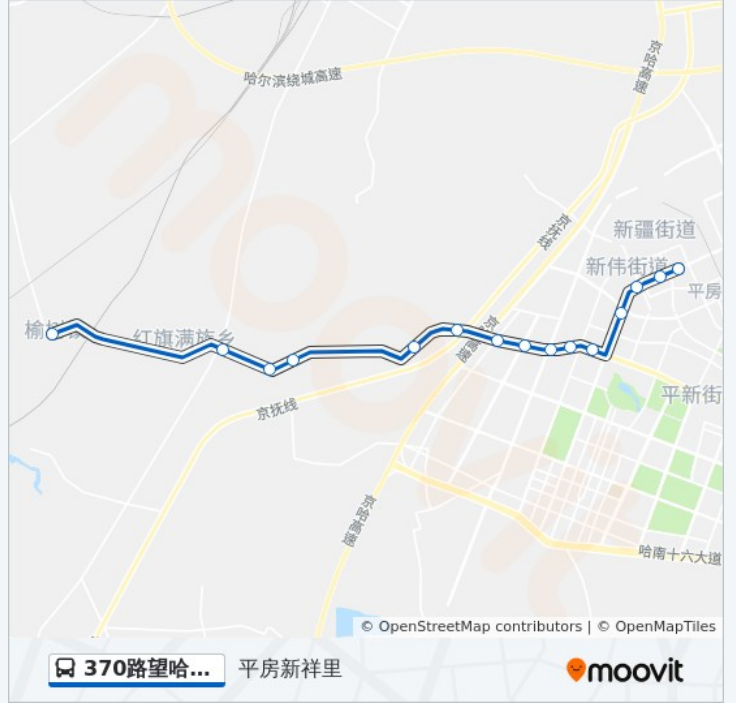 哈尔滨绕城高速
京哈高速
京抚线
新疆街道
新伟街道
平房
红旗满族乡
京抚线
平新街
京哈高速
哈南十六大道
© OpenStreetMap contributors | © OpenMapTiles
370路望哈... 平房新祥里
moovit